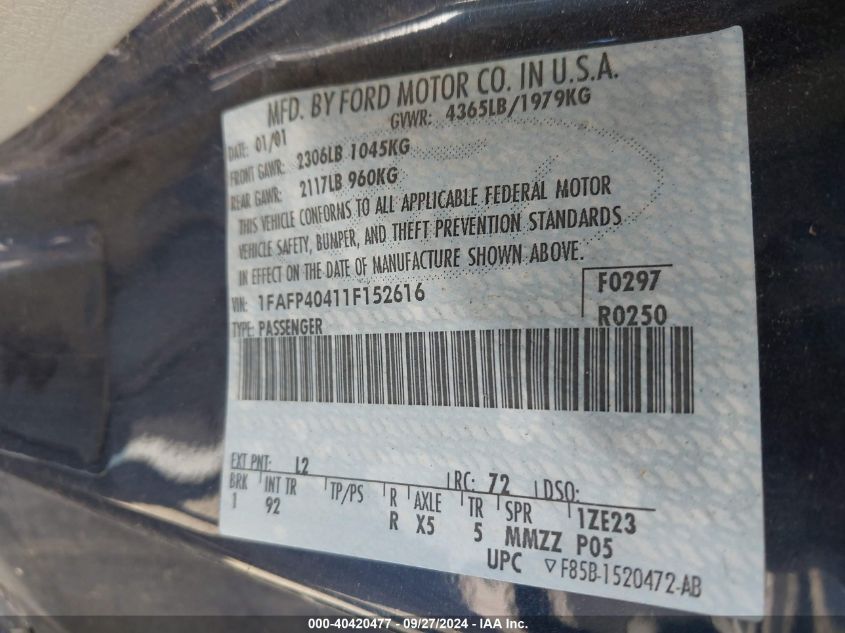 MFD. BY FORD MOTOR CO. IN U.S.A.
DATE: 01/01 GVWR: 4365LB/1979KG
FRONT GAWR: 2306LB 1045KG
REAR GAWR: 2117LB 960KG
THIS VEHICLE CONFORMS TO ALL APPLICABLE FEDERAL MOTOR
VEHICLE SAFETY, BUMPER, AND THEFT PREVENTION STANDARDS
IN EFFECT ON THE DATE OF MANUFACTURE SHOWN ABOVE.
VIN: 1FAFP40411F152616 F0297
TYPE: PASSENGER R0250
EXT PNT: L2 RC: 72 DSO:
BRK INT TR TP/PS R AXLE TR SPR 1ZE23
1 92 R X5 5 MMZZ P05
UPC ▽F85B-1520472-AB
000-40420477 - 09/27/2024 - IAA Inc.